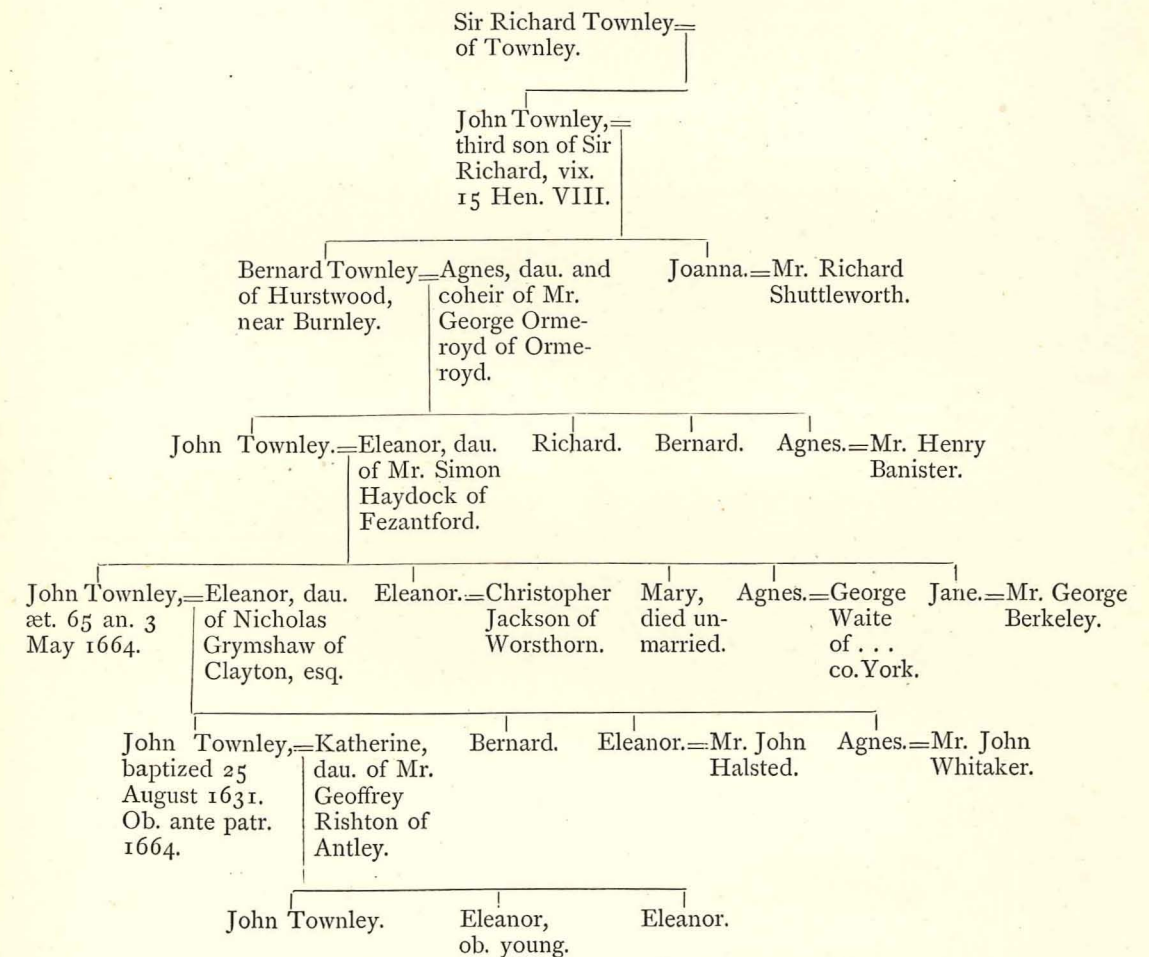 Sir Richard Townley=
of Townley.
John Townley,=
third son of Sir
Richard, vix.
15 Hen. VIII.
Bernard Townley=Agnes, dau. and
of Hurstwood,
near Burnley.
coheir of Mr.
George Orme-
royd of Orme-
royd.
Joanna.=Mr. Richard
Shuttleworth.
John Townley.=Eleanor, dau.
of Mr. Simon
Haydock of
Fezantford.
Richard.
Bernard.
Agnes.=Mr. Henry
Banister.
John Townley,=Eleanor, dau.
æt. 65 an. 3
May 1664.
of Nicholas
Grymshaw of
Clayton, esq.
Eleanor.=Christopher
Jackson of
Worsthorn.
Mary,
died un-
married.
Agnes.=George
Waite
of . . .
co. York.
Jane.=Mr. George
Berkeley.
John Townley,=Katherine,
baptized 25
August 1631.
Ob. ante patr.
1664.
dau. of Mr.
Geoffrey
Rishton of
Antley.
Bernard.
Eleanor.=Mr. John
Halsted.
Agnes.=Mr. John
Whitaker.
John Townley.
Eleanor,
ob. young.
Eleanor.